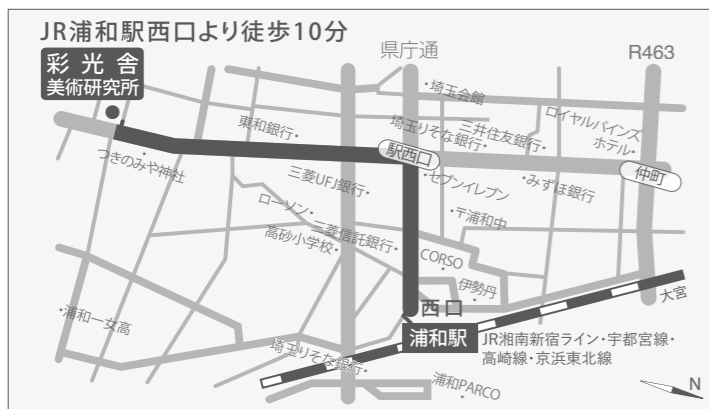 JR浦和駅西口より徒歩10分
彩光舎
美術研究所
県庁通
R463
・埼玉会館
東和銀行・
埼玉りそな銀行・
三井住友銀行・
ロイヤルパインズ
ホテル・
駅西口
仲町
つきのみや神社
三菱UFJ銀行・
・セブンイレブン
・みずほ銀行
ローソン・
・〒浦和中
三菱信託銀行・
高砂小学校・
CORSO
伊勢丹
・浦和一女高
西口
大宮
浦和駅
JR湘南新宿ライン・宇都宮線・
高崎線・京浜東北線
埼玉りそな銀行・
浦和PARCO
N